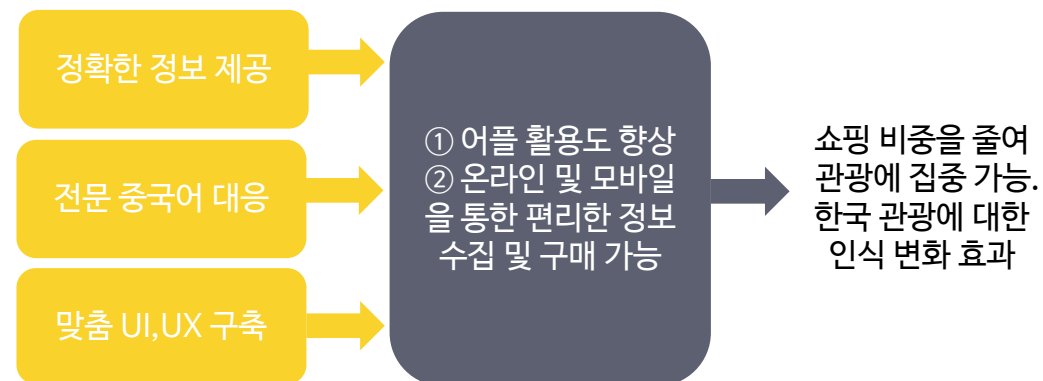 정확한 정보 제공
전문 중국어 대응
맞춤 UI,UX 구축
① 어플 활용도 향상
② 온라인 및 모바일
을 통한 편리한 정보
수집 및 구매 가능
쇼핑 비중을 줄여
관광에 집중 가능.
한국 관광에 대한
인식 변화 효과